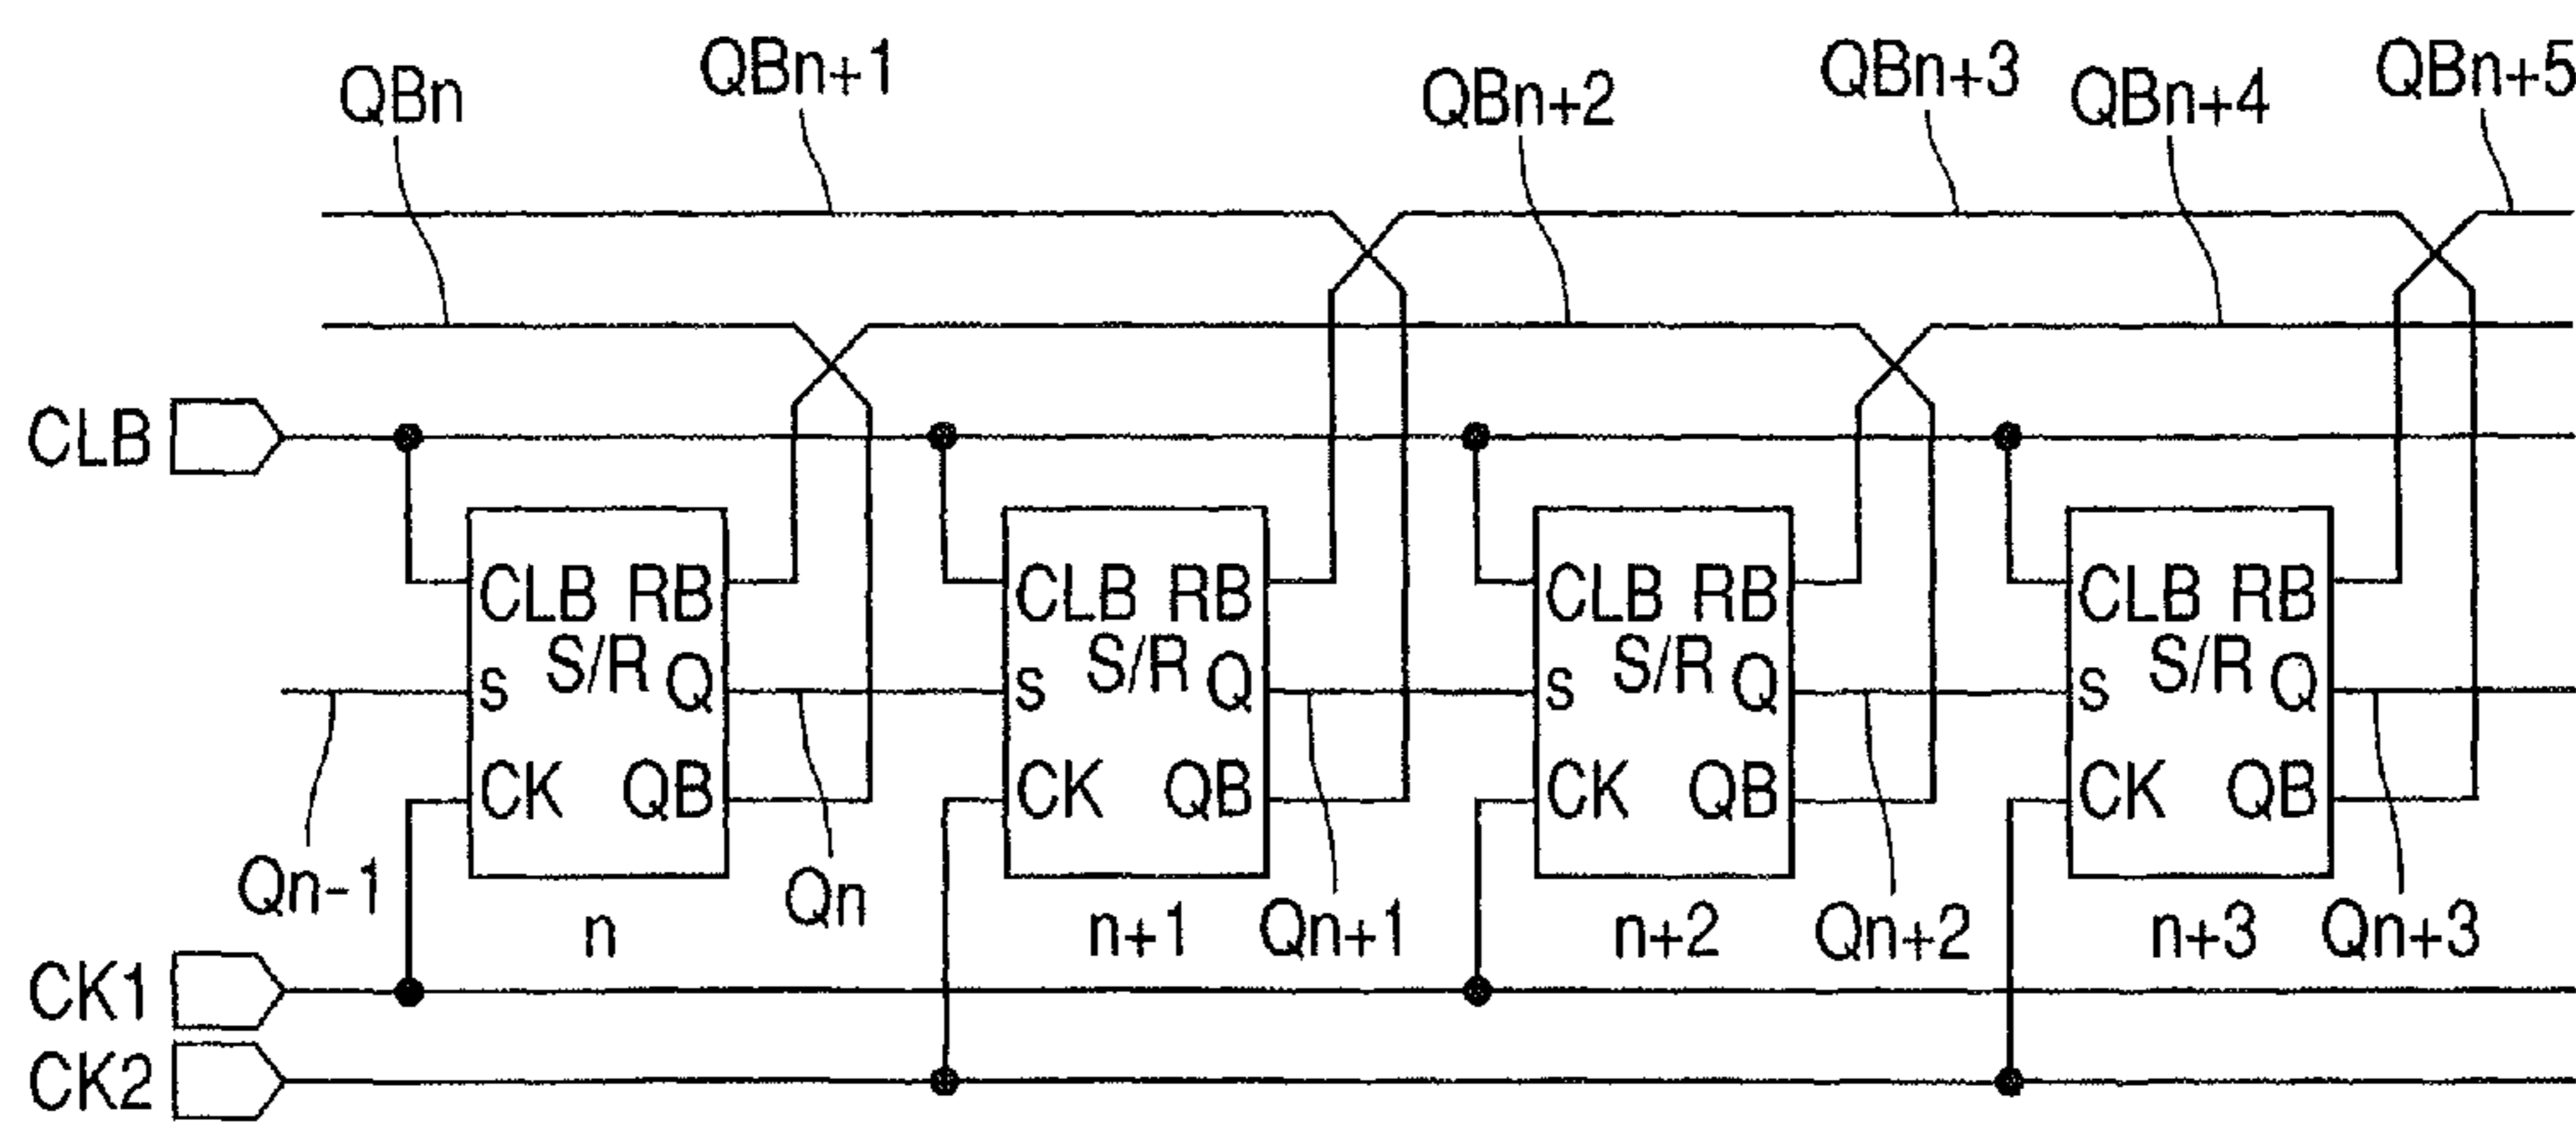 QBn QBn+1 QBn+2 QBn+3 QBn+4 QBn+5
CLB
CLB RB CLB RB CLB RB CLB RB
S/R S/R S/R S/R
S Q S Q S Q S Q
CK QB CK QB CK QB CK QB
Qn-1 n Qn n+1 Qn+1 n+2 Qn+2 n+3 Qn+3
CK1
CK2